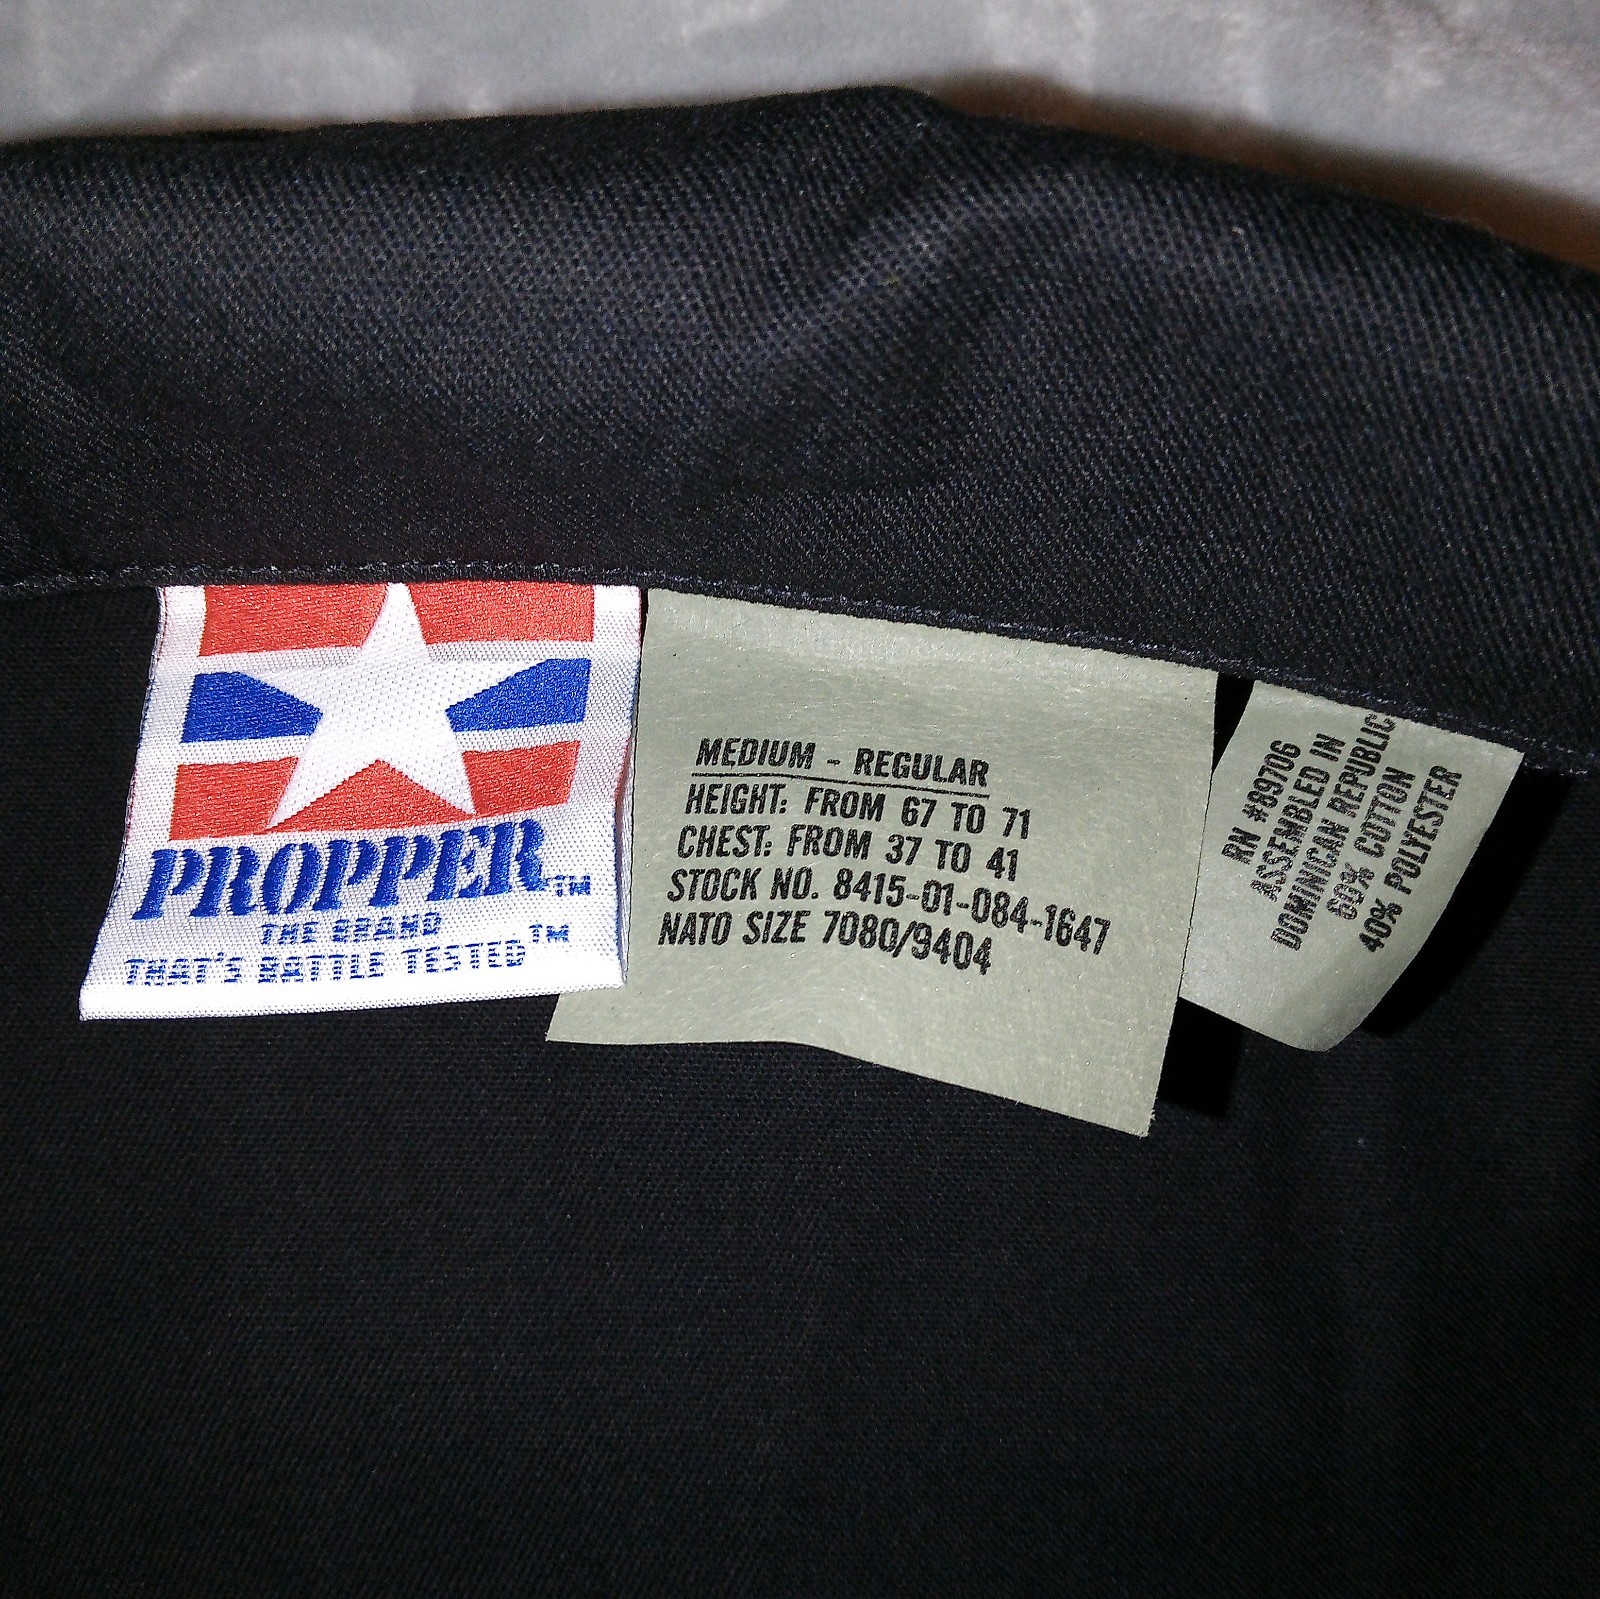 PROPPER™
THE BRAND
THAT'S BATTLE TESTED™
MEDIUM - REGULAR
HEIGHT: FROM 67 TO 71
CHEST: FROM 37 TO 41
STOCK NO. 8415-01-084-1647
NATO SIZE 7080/9404
RN #89706
ASSEMBLED IN
DOMINICAN REPUBLIC
60% COTTON
40% POLYESTER